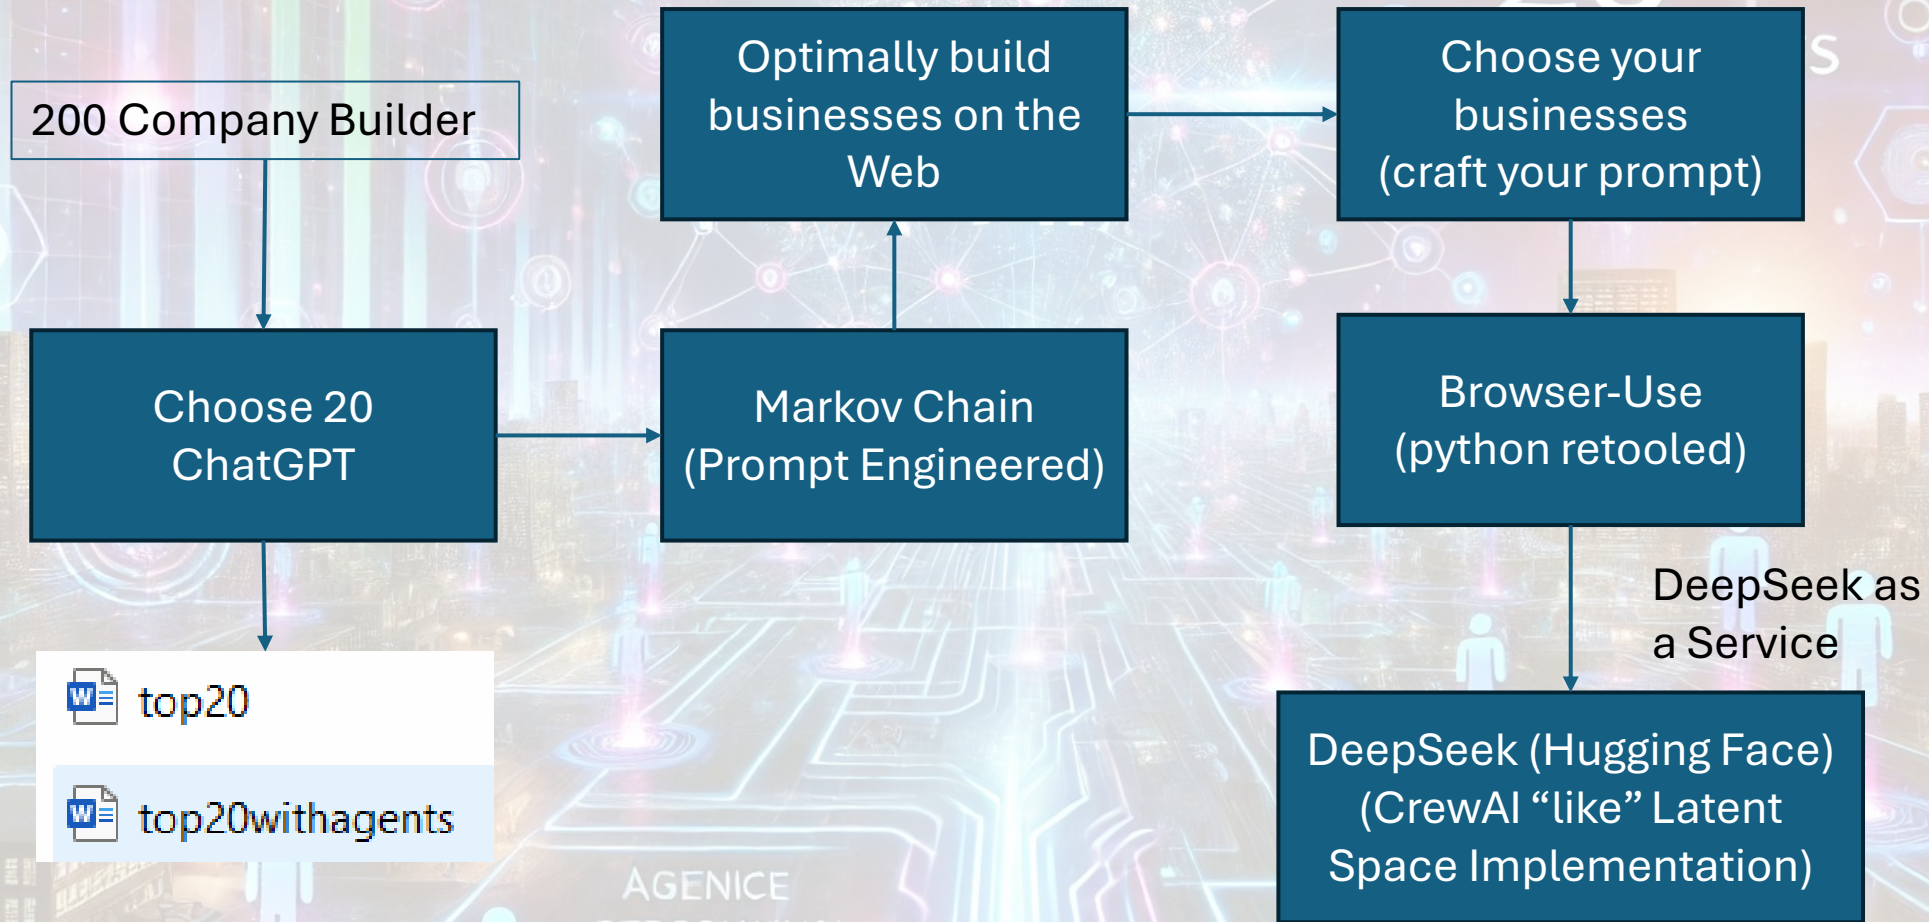 200 Company Builder
Choose 20
ChatGPT
top20
top20withagents
Markov Chain
(Prompt Engineered)
Optimally build
businesses on the
Web
Choose your
businesses
(craft your prompt)
Browser-Use
(python retooled)
DeepSeek as
a Service
DeepSeek (Hugging Face)
(CrewAI “like” Latent
Space Implementation)
AGENICE